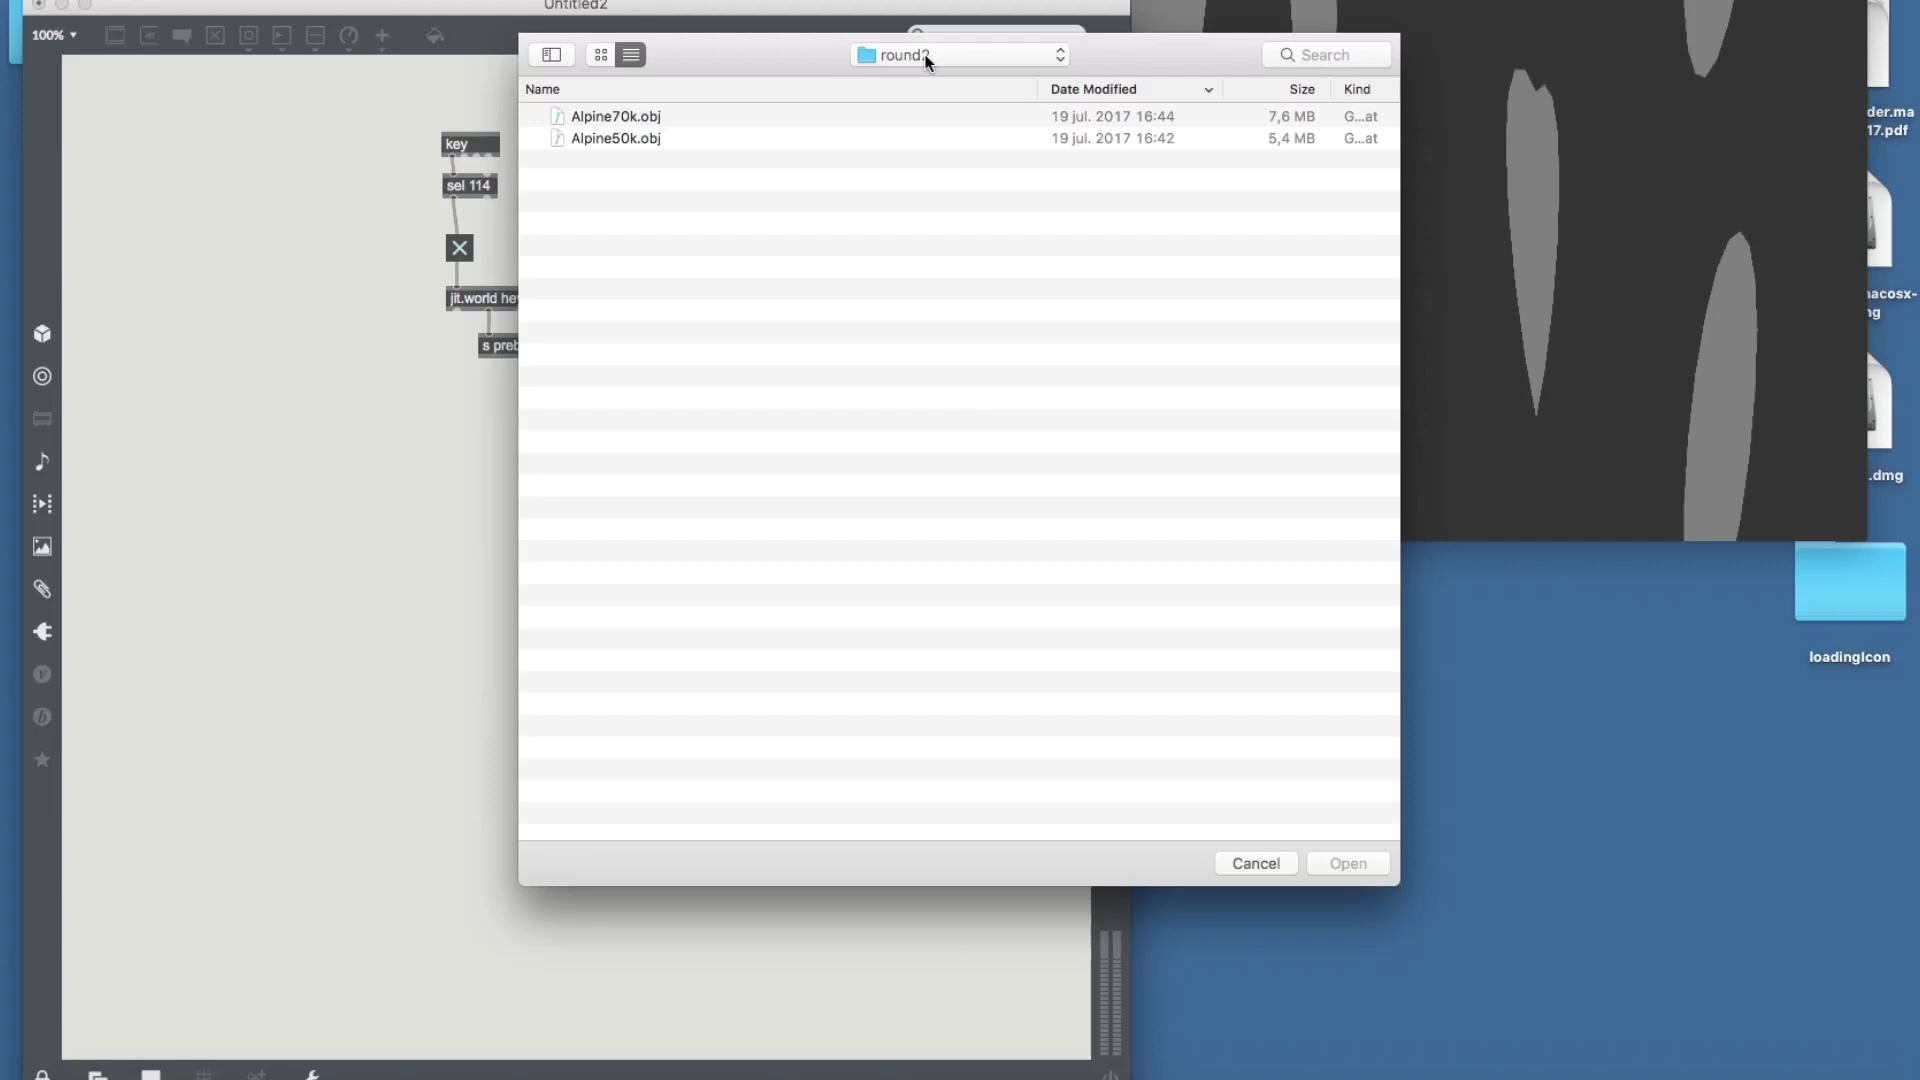 Untitled2
100%
round2
Search
Name
Date Modified
Size
Kind
Alpine70k.obj
19 jul. 2017 16:44
7,6 MB
G...at
Alpine50k.obj
19 jul. 2017 16:42
5,4 MB
G...at
key
sel 114
jit.world he
s pre
Cancel
Open
der.ma
17.pdf
acosx-
.dmg
loadingIcon